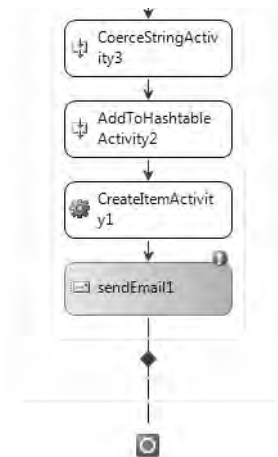 CoerceStringActiv
ity3
AddToHashtable
Activity2
CreateItemActivit
y1
sendEmail1